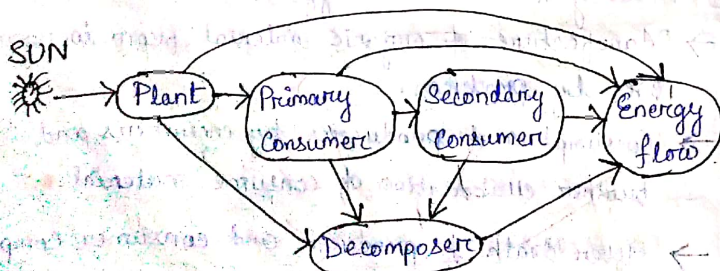 SUN
Plant
Primary
Consumer
Secondary
Consumer
Energy
flow
Decomposer